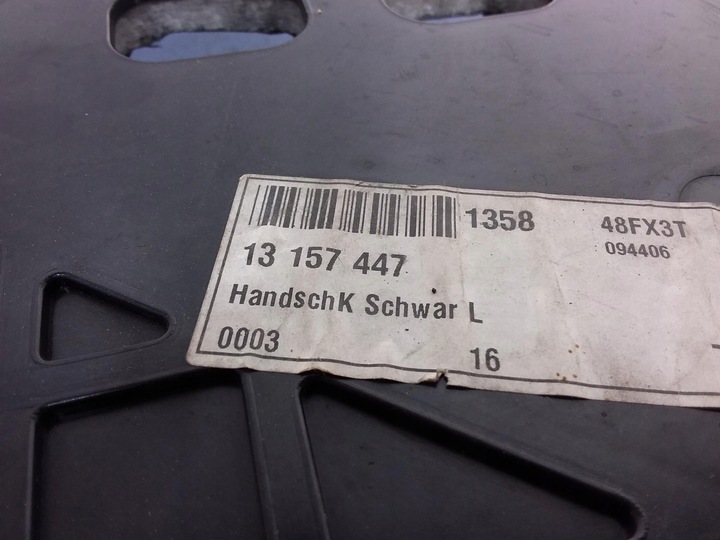 1358 48FX3T
13 157 447 094406
HandschK Schwar L
0003 16